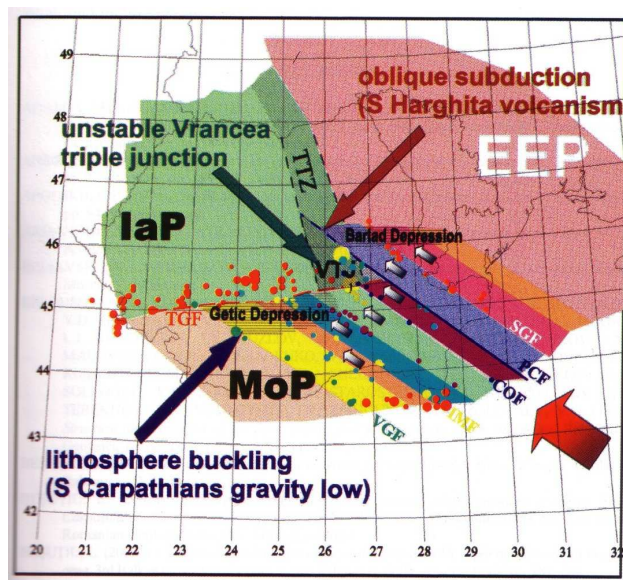 49
48
47
46
45
44
43
42
20 21 22 23 24 25 26 27 28 29 30 31 32
oblique subduction
(S Harghita volcanism
unstable Vrancea
triple junction
EEP
TTZ
IaP
Barlad Depression
TGF
Getic Depression
MoP
SGF
PCF
COF
IMF
VGF
lithosphere buckling
(S Carpathians gravity low)